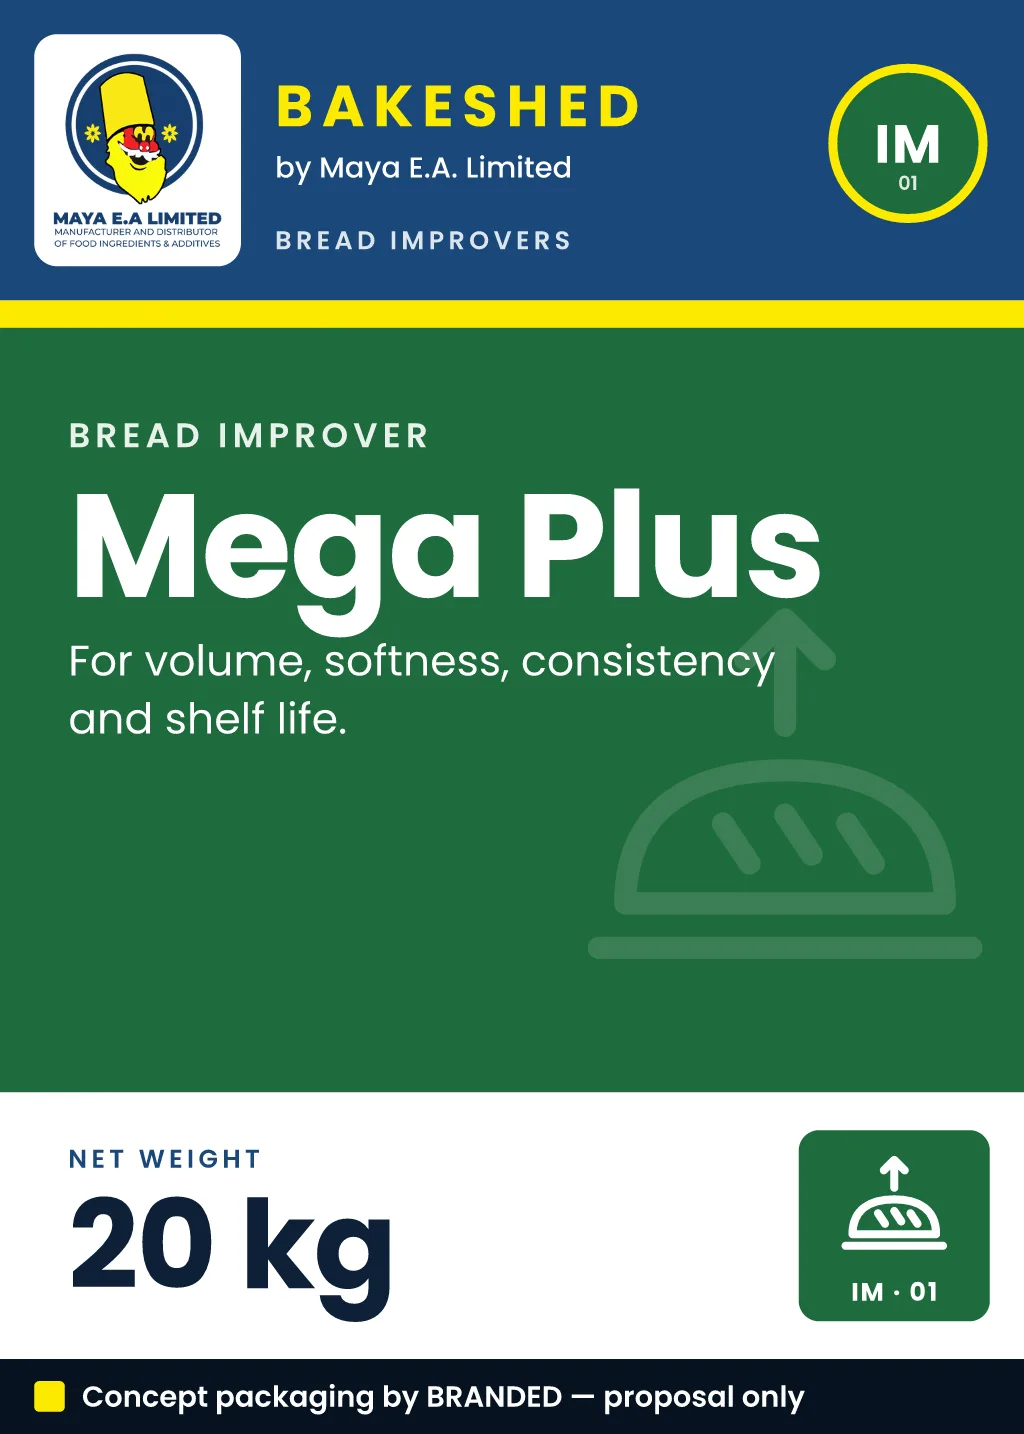 MAYA E.A LIMITED
MANUFACTURER AND DISTRIBUTOR
OF FOOD INGREDIENTS & ADDITIVES
BAKESHED
by Maya E.A. Limited
BREAD IMPROVERS
IM
01
BREAD IMPROVER
Mega Plus
For volume, softness, consistency
and shelf life.
NET WEIGHT
20 kg
IM · 01
Concept packaging by BRANDED — proposal only